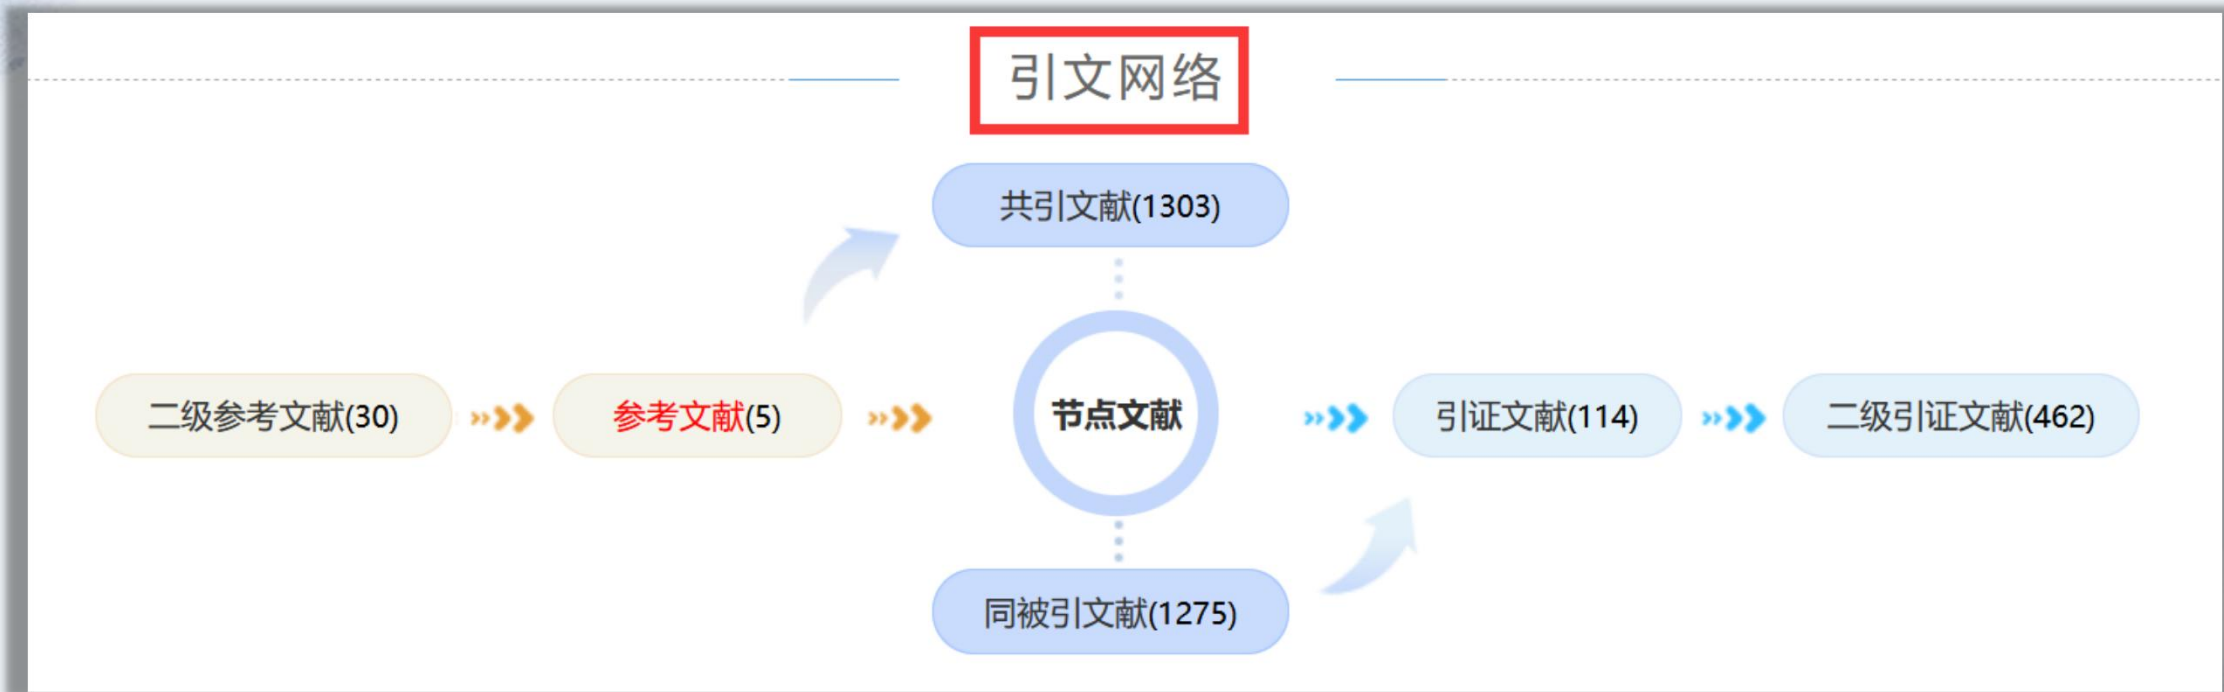 引文网络
共引文献(1303)
二级参考文献(30)
参考文献(5)
节点文献
引证文献(114)
二级引证文献(462)
同被引文献(1275)